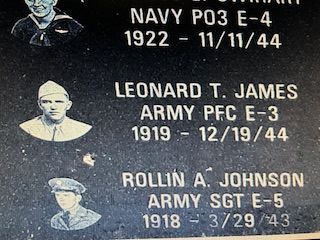 NAVY PO3 E-4
1922 - 11/11/44
LEONARD T. JAMES
ARMY PFC E-3
1919 - 12/19/44
ROLLIN A. JOHNSON
ARMY SGT E-5
1918 - 3/29/43